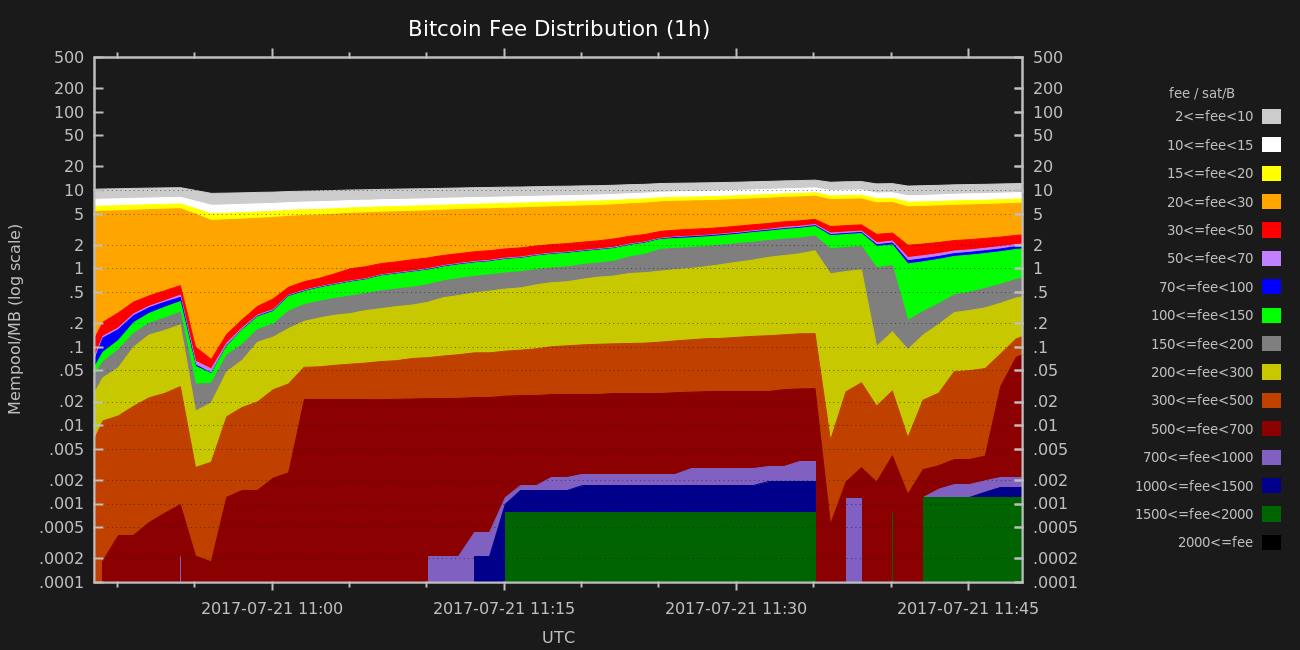 Bitcoin Fee Distribution (1h)
500 500
200 200
100 100
50 50
20 20
10 10
5 5
2 2
1 1
.5 .5
.2 .2
.1 .1
.05 .05
.02 .02
.01 .01
.005 .005
.002 .002
.001 .001
.0005 .0005
.0002 .0002
.0001 .0001
Mempool/MB (log scale)
2017-07-21 11:00 2017-07-21 11:15 2017-07-21 11:30 2017-07-21 11:45
UTC
fee / sat/B
2<=fee<10
10<=fee<15
15<=fee<20
20<=fee<30
30<=fee<50
50<=fee<70
70<=fee<100
100<=fee<150
150<=fee<200
200<=fee<300
300<=fee<500
500<=fee<700
700<=fee<1000
1000<=fee<1500
1500<=fee<2000
2000<=fee